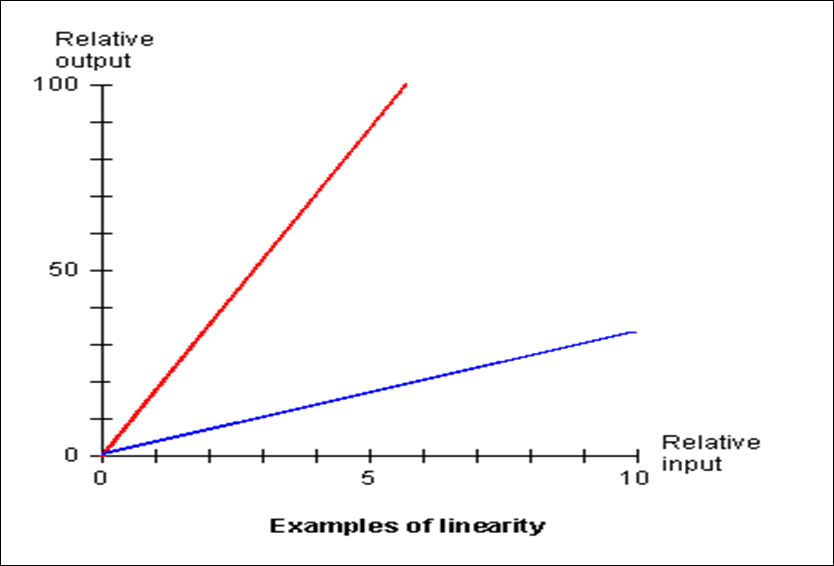 Relative
output
100
50
0
0
5
10
Relative
input
Examples of linearity